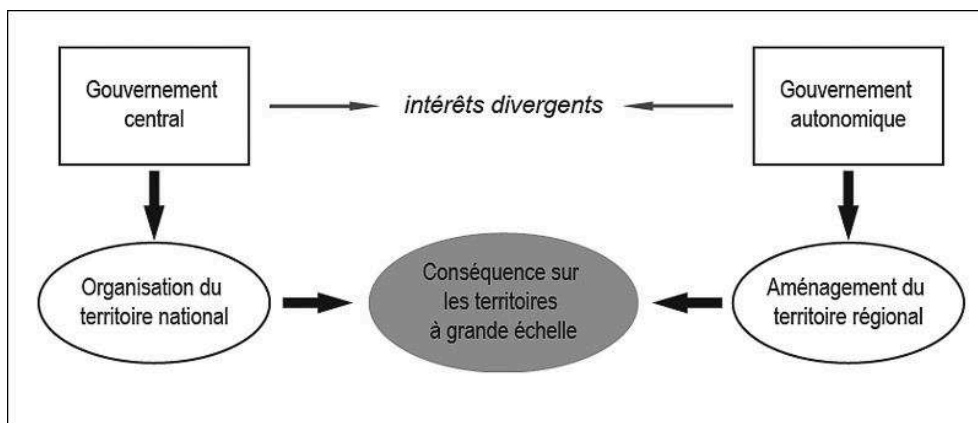 Gouvernement
central
intérêts divergents
Gouvernement
autonomique
Organisation du
territoire national
Conséquence sur
les territoires
à grande échelle
Aménagement du
territoire régional